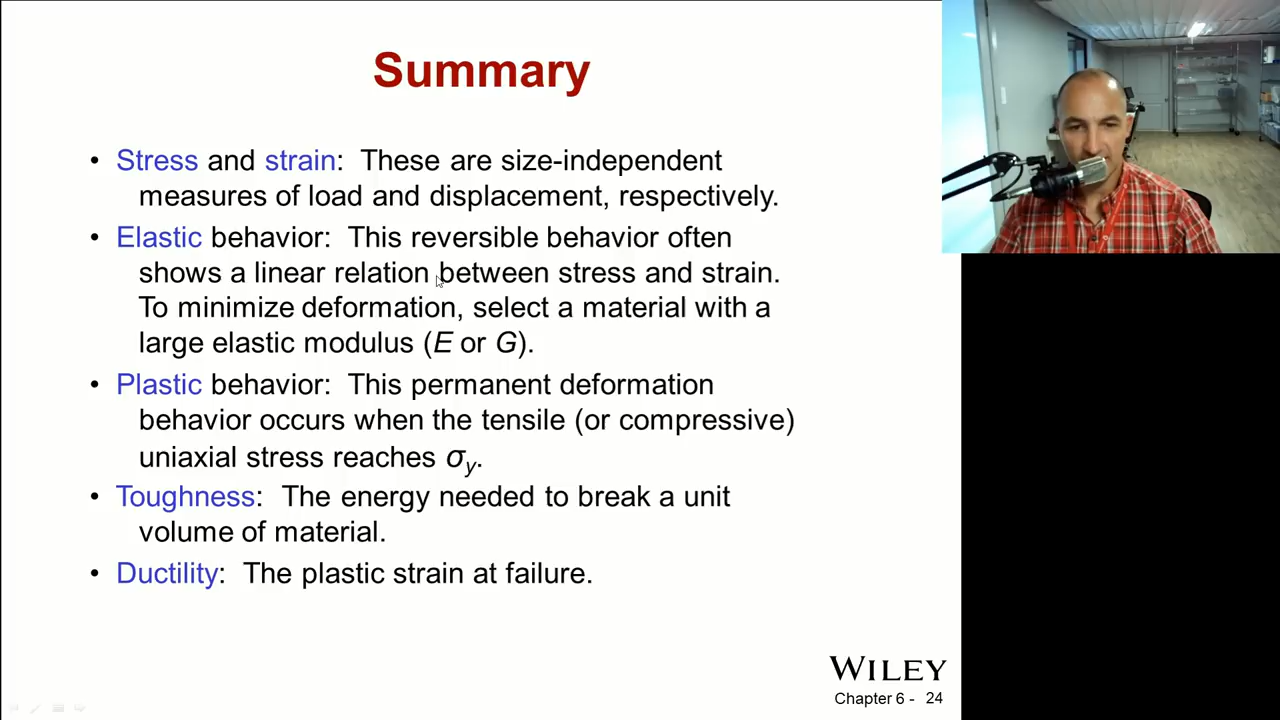 Summary
• Stress and strain: These are size-independent
measures of load and displacement, respectively.
• Elastic behavior: This reversible behavior often
shows a linear relation between stress and strain.
To minimize deformation, select a material with a
large elastic modulus (E or G).
• Plastic behavior: This permanent deformation
behavior occurs when the tensile (or compressive)
uniaxial stress reaches σy.
• Toughness: The energy needed to break a unit
volume of material.
• Ductility: The plastic strain at failure.
WILEY
Chapter 6 - 24